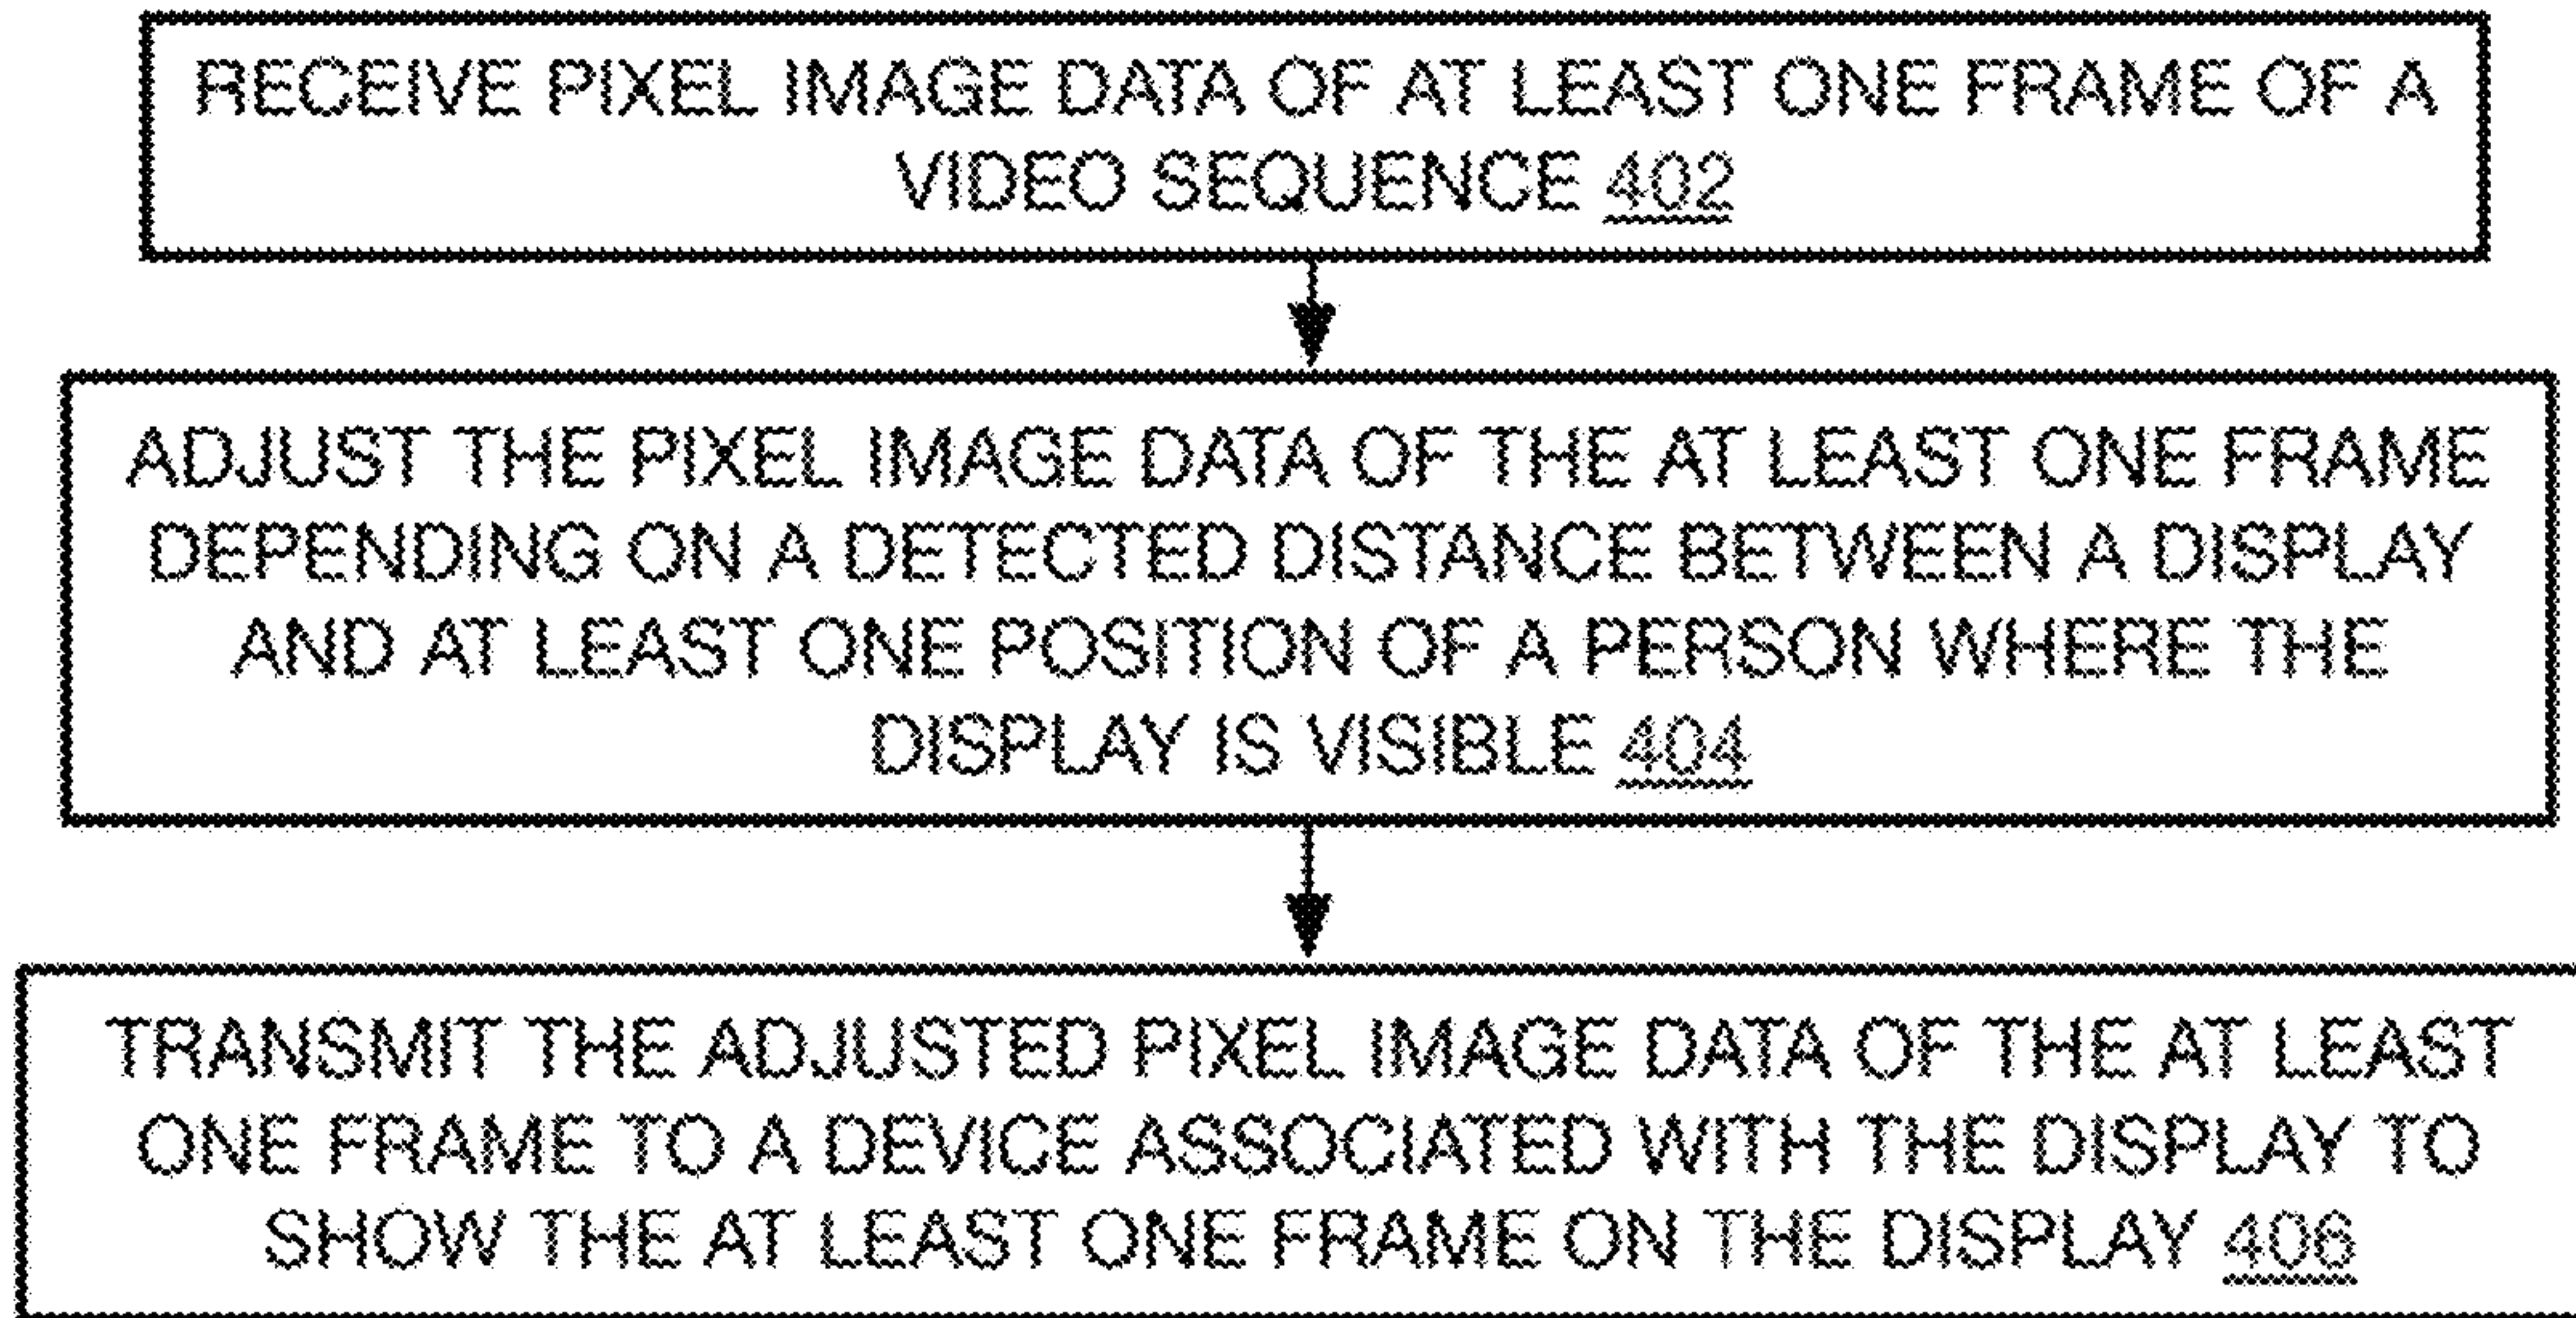 RECEIVE PIXEL IMAGE DATA OF AT LEAST ONE FRAME OF A
VIDEO SEQUENCE 402
ADJUST THE PIXEL IMAGE DATA OF THE AT LEAST ONE FRAME
DEPENDING ON A DETECTED DISTANCE BETWEEN A DISPLAY
AND AT LEAST ONE POSITION OF A PERSON WHERE THE
DISPLAY IS VISIBLE 404
TRANSMIT THE ADJUSTED PIXEL IMAGE DATA OF THE AT LEAST
ONE FRAME TO A DEVICE ASSOCIATED WITH THE DISPLAY TO
SHOW THE AT LEAST ONE FRAME ON THE DISPLAY 406